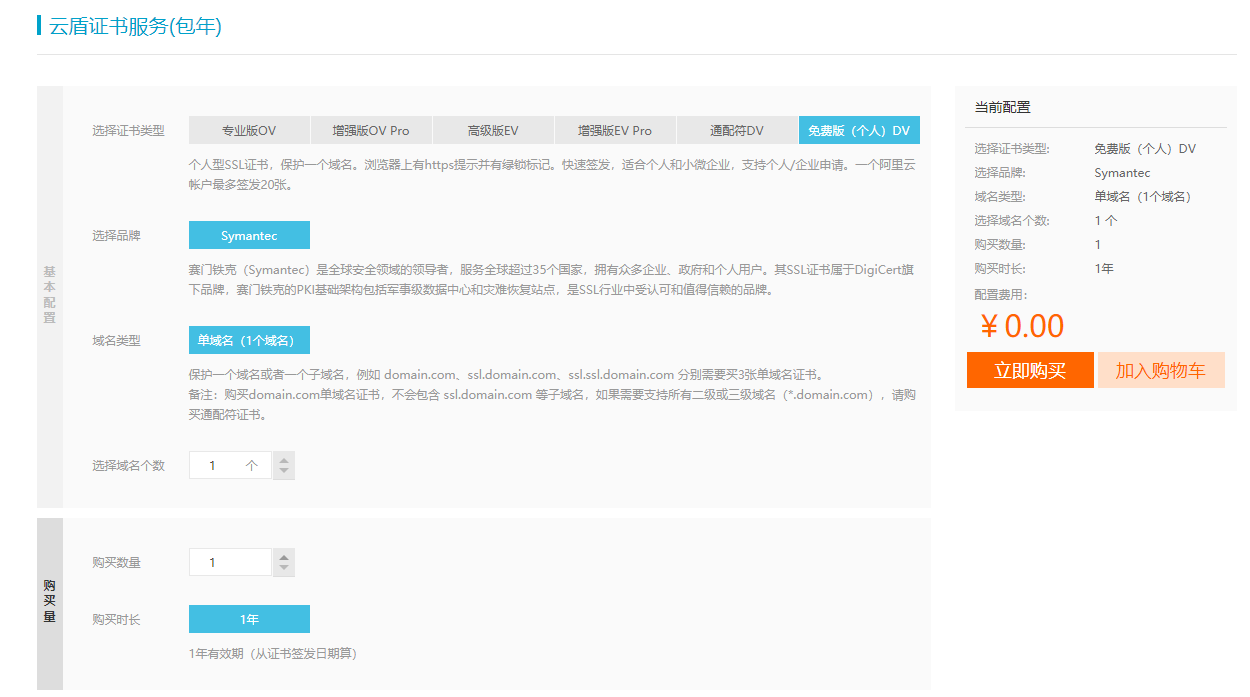 云盾证书服务(包年)
基本配置
选择证书类型
专业版OV
增强版OV Pro
高级版EV
增强版EV Pro
通配符DV
免费版（个人）DV
个人型SSL证书，保护一个域名。浏览器上有https提示并有绿锁标记。快速签发，适合个人和小微企业，支持个人/企业申请。一个阿里云
帐户最多签发20张。
选择品牌
Symantec
赛门铁克（Symantec）是全球安全领域的领导者，服务全球超过35个国家，拥有众多企业、政府和个人用户。其SSL证书属于DigiCert旗
下品牌，赛门铁克的PKI基础架构包括军事级数据中心和灾难恢复站点，是SSL行业中受认可和值得信赖的品牌。
域名类型
单域名（1个域名）
保护一个域名或者一个子域名，例如 domain.com、ssl.domain.com、ssl.ssl.domain.com 分别需要买3张单域名证书。
备注：购买domain.com单域名证书，不会包含 ssl.domain.com 等子域名，如果需要支持所有二级或三级域名（*.domain.com），请购
买通配符证书。
选择域名个数
1 个
购买量
购买数量
1
购买时长
1年
1年有效期（从证书签发日期算）
当前配置
选择证书类型: 免费版（个人）DV
选择品牌: Symantec
域名类型: 单域名（1个域名）
选择域名个数: 1 个
购买数量: 1
购买时长: 1年
配置费用:
¥ 0.00
立即购买
加入购物车